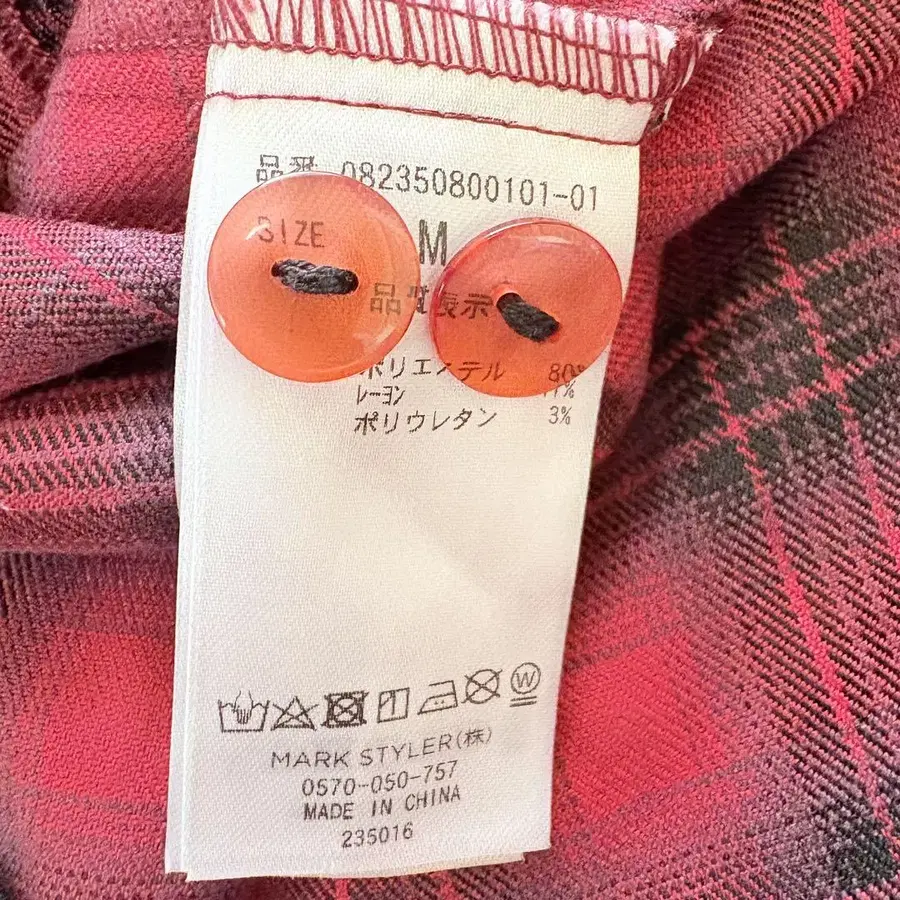 品番 082350800101-01
SIZE M
品質表示
ポリエステル 80%
レーヨン 17%
ポリウレタン 3%
W
MARK STYLER(株)
0570-050-757
MADE IN CHINA
235016